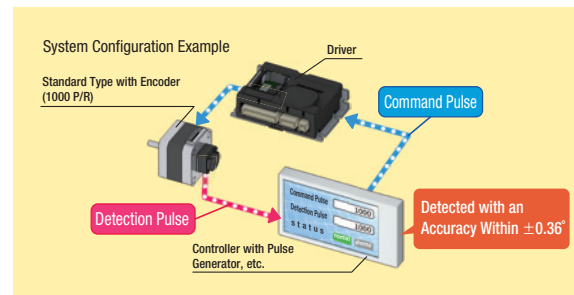 System Configuration Example
Driver
Standard Type with Encoder
(1000 P/R)
Command Pulse
Command Pulse
1000
Detection Pulse
1000
status
normal
Detection Pulse
Detected with an
Accuracy Within ±0.36°
Controller with Pulse
Generator, etc.